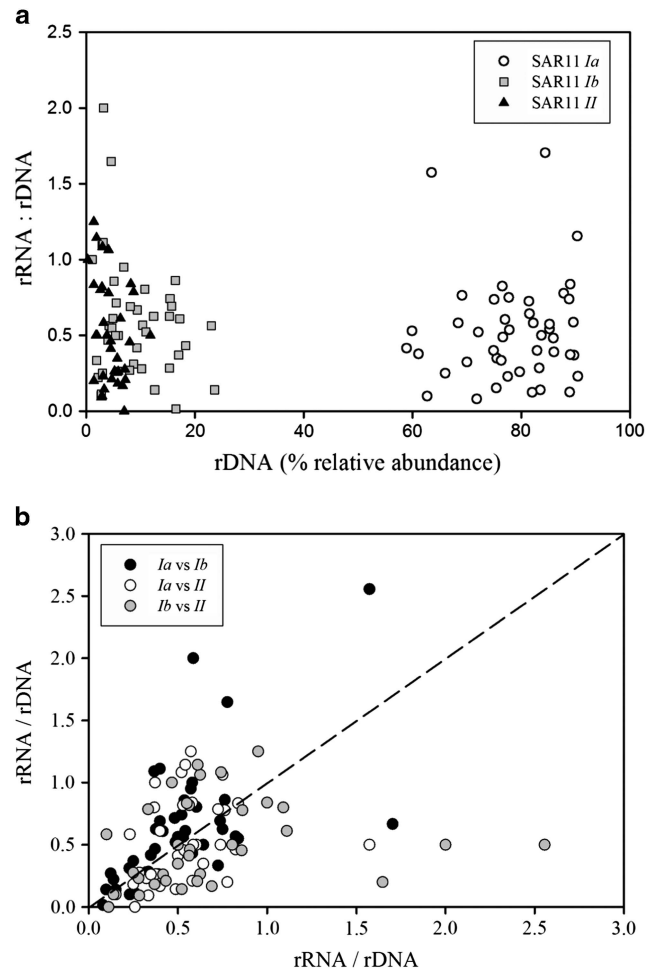 a
2.5
2.0
1.5
1.0
0.5
0.0
rRNA : rDNA
SAR11 Ia
SAR11 Ib
SAR11 II
0 20 40 60 80 100
rDNA (% relative abundance)
b
3.0
2.5
2.0
1.5
1.0
0.5
0.0
rRNA / rDNA
Ia vs Ib
Ia vs II
Ib vs II
0.0 0.5 1.0 1.5 2.0 2.5 3.0
rRNA / rDNA